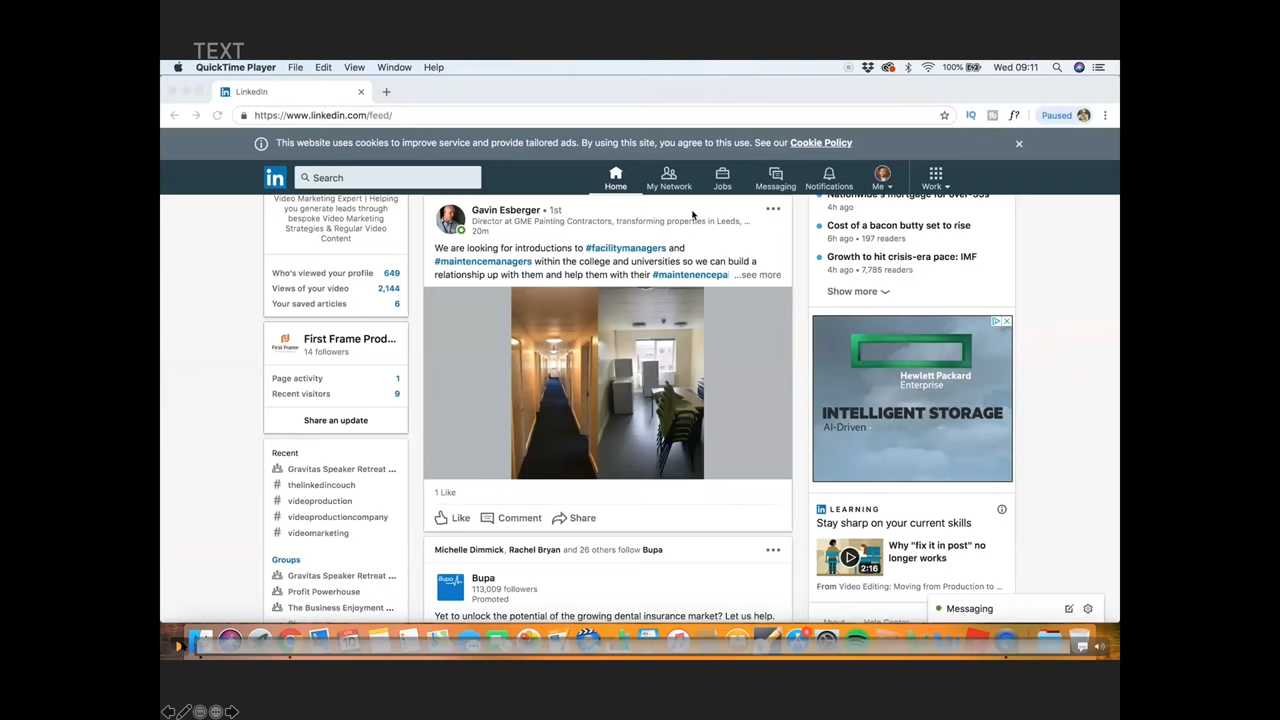 TEXT
QuickTime Player File Edit View Window Help
100% Wed 09:11
LinkedIn
https://www.linkedin.com/feed/
Paused
This website uses cookies to improve service and provide tailored ads. By using this site, you agree to this use. See our Cookie Policy
in
Search
Home
My Network
Jobs
Messaging
Notifications
Me
Work
Video Marketing Expert | Helping
you generate leads through
bespoke Video Marketing
Strategies & Regular Video
Content
Who's viewed your profile 649
Views of your video 2,144
Your saved articles 6
First Frame
First Frame Prod...
14 followers
Page activity 1
Recent visitors 9
Share an update
Recent
Gravitas Speaker Retreat ...
# thelinkedincouch
# videoproduction
# videoproductioncompany
# videomarketing
Groups
Gravitas Speaker Retreat ...
Profit Powerhouse
The Business Enjoyment ...
Gavin Esberger • 1st
Director at GME Painting Contractors, transforming properties in Leeds, ...
20m
We are looking for introductions to #facilitymanagers and
#maintencemanagers within the college and universities so we can build a
relationship up with them and help them with their #maintenencepai ...see more
1 Like
Like Comment Share
Michelle Dimmick, Rachel Bryan and 26 others follow Bupa
Bupa
Bupa
113,009 followers
Promoted
Yet to unlock the potential of the growing dental insurance market? Let us help.
Nationwide's mortgage for over-55s
4h ago
Cost of a bacon butty set to rise
6h ago • 197 readers
Growth to hit crisis-era pace: IMF
4h ago • 7,785 readers
Show more
Hewlett Packard
Enterprise
INTELLIGENT STORAGE
AI-Driven
in LEARNING
Stay sharp on your current skills
2:16
Why "fix it in post" no
longer works
From Video Editing: Moving from Production to ...
Messaging